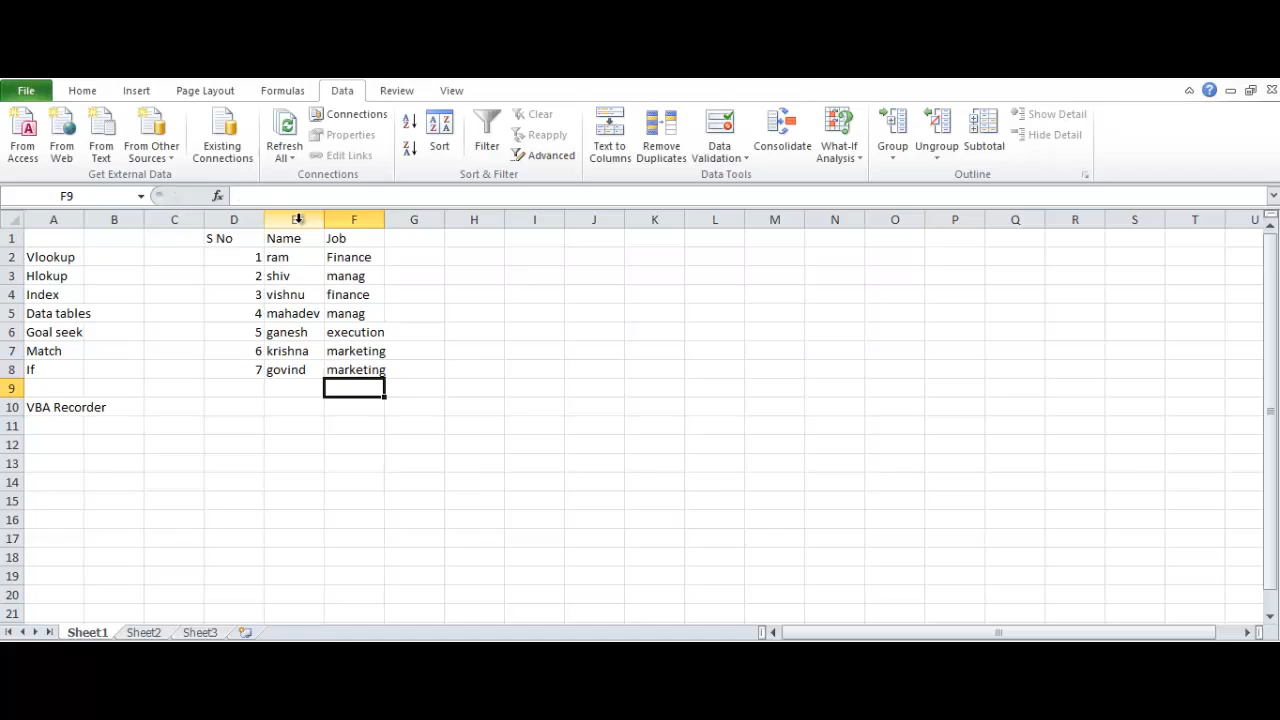 File Home Insert Page Layout Formulas Data Review View
From Access
From Web
From Text
From Other Sources
Existing Connections
Get External Data
Refresh All
Connections
Properties
Edit Links
Connections
Sort
Filter
Clear
Reapply
Advanced
Sort & Filter
Text to Columns
Remove Duplicates
Data Validation
Consolidate
What-If Analysis
Data Tools
Group
Ungroup
Subtotal
Show Detail
Hide Detail
Outline
F9 fx
A B C D E F G H I J K L M N O P Q R S T U
1 S No Name Job
2 Vlookup 1 ram Finance
3 Hlokup 2 shiv manag
4 Index 3 vishnu finance
5 Data tables 4 mahadev manag
6 Goal seek 5 ganesh execution
7 Match 6 krishna marketing
8 If 7 govind marketing
9
10 VBA Recorder
11
12
13
14
15
16
17
18
19
20
21
Sheet1 Sheet2 Sheet3